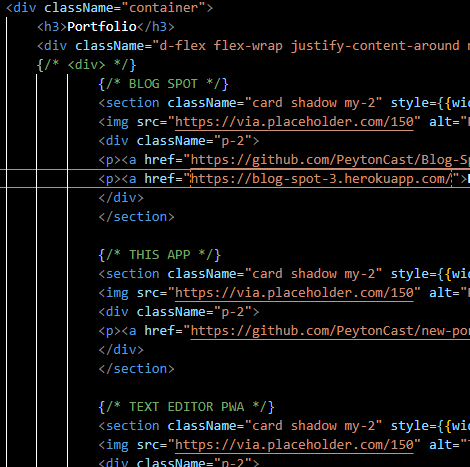 <div className="container">
<h3>Portfolio</h3>
<div className="d-flex flex-wrap justify-content-around
{/* <div> */}
{/* BLOG SPOT */}
<section className="card shadow my-2" style={{wid
<img src="https://via.placeholder.com/150" alt="
<div className="p-2">
<p><a href="https://github.com/PeytonCast/Blog-Sp
<p><a href="https://blog-spot-3.herokuapp.com/">
</div>
</section>
{/* THIS APP */}
<section className="card shadow my-2" style={{wid
<img src="https://via.placeholder.com/150" alt="
<div className="p-2">
<p><a href="https://github.com/PeytonCast/new-po
</div>
</section>
{/* TEXT EDITOR PWA */}
<section className="card shadow my-2" style={{wid
<img src="https://via.placeholder.com/150" alt="
<div className="p-2">